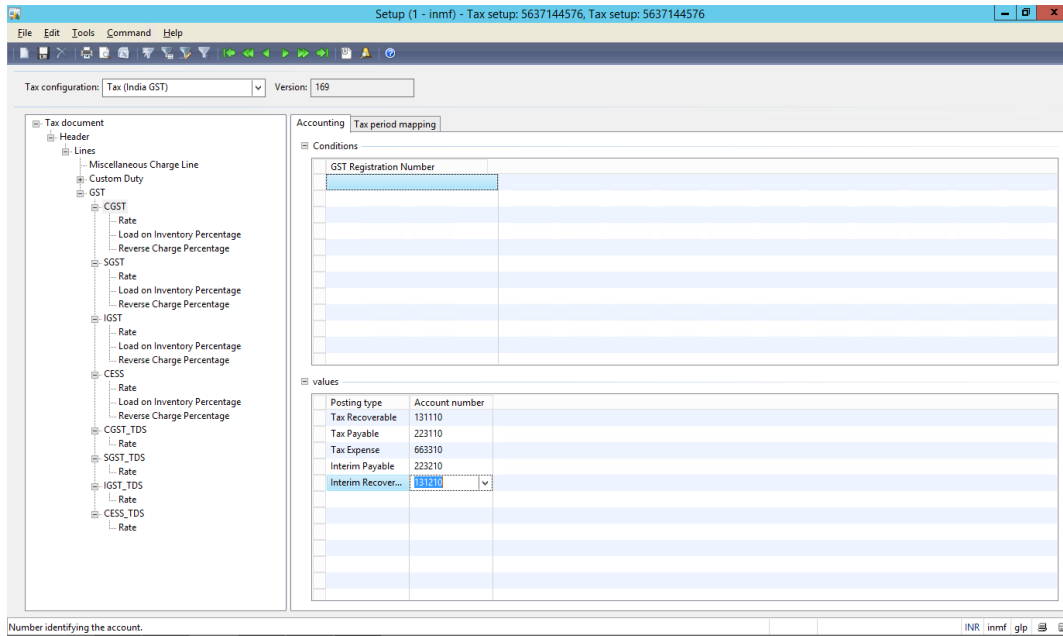 Setup (1 - inmf) - Tax setup: 5637144576, Tax setup: 5637144576
File Edit Tools Command Help
Tax configuration: Tax (India GST) Version: 169
Tax document
Header
Lines
Miscellaneous Charge Line
Custom Duty
GST
CGST
Rate
Load on Inventory Percentage
Reverse Charge Percentage
SGST
Rate
Load on Inventory Percentage
Reverse Charge Percentage
IGST
Rate
Load on Inventory Percentage
Reverse Charge Percentage
CESS
Rate
Load on Inventory Percentage
Reverse Charge Percentage
CGST_TDS
Rate
SGST_TDS
Rate
IGST_TDS
Rate
CESS_TDS
Rate
Accounting Tax period mapping
Conditions
GST Registration Number
values
Posting type Account number
Tax Recoverable 131110
Tax Payable 223110
Tax Expense 663310
Interim Payable 223210
Interim Recover... 131210
Number identifying the account. INR inmf glp